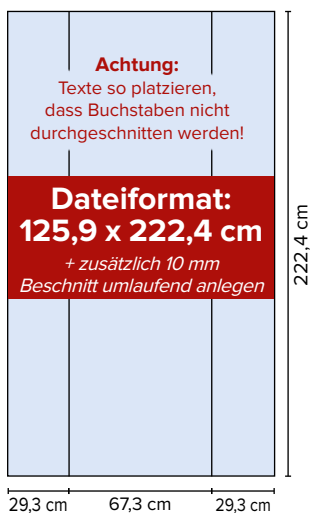 Achtung:
Texte so platzieren,
dass Buchstaben nicht
durchgeschnitten werden!
Dateiformat:
125,9 x 222,4 cm
+ zusätzlich 10 mm
Beschnitt umlaufend anlegen
222,4 cm
29,3 cm
67,3 cm
29,3 cm